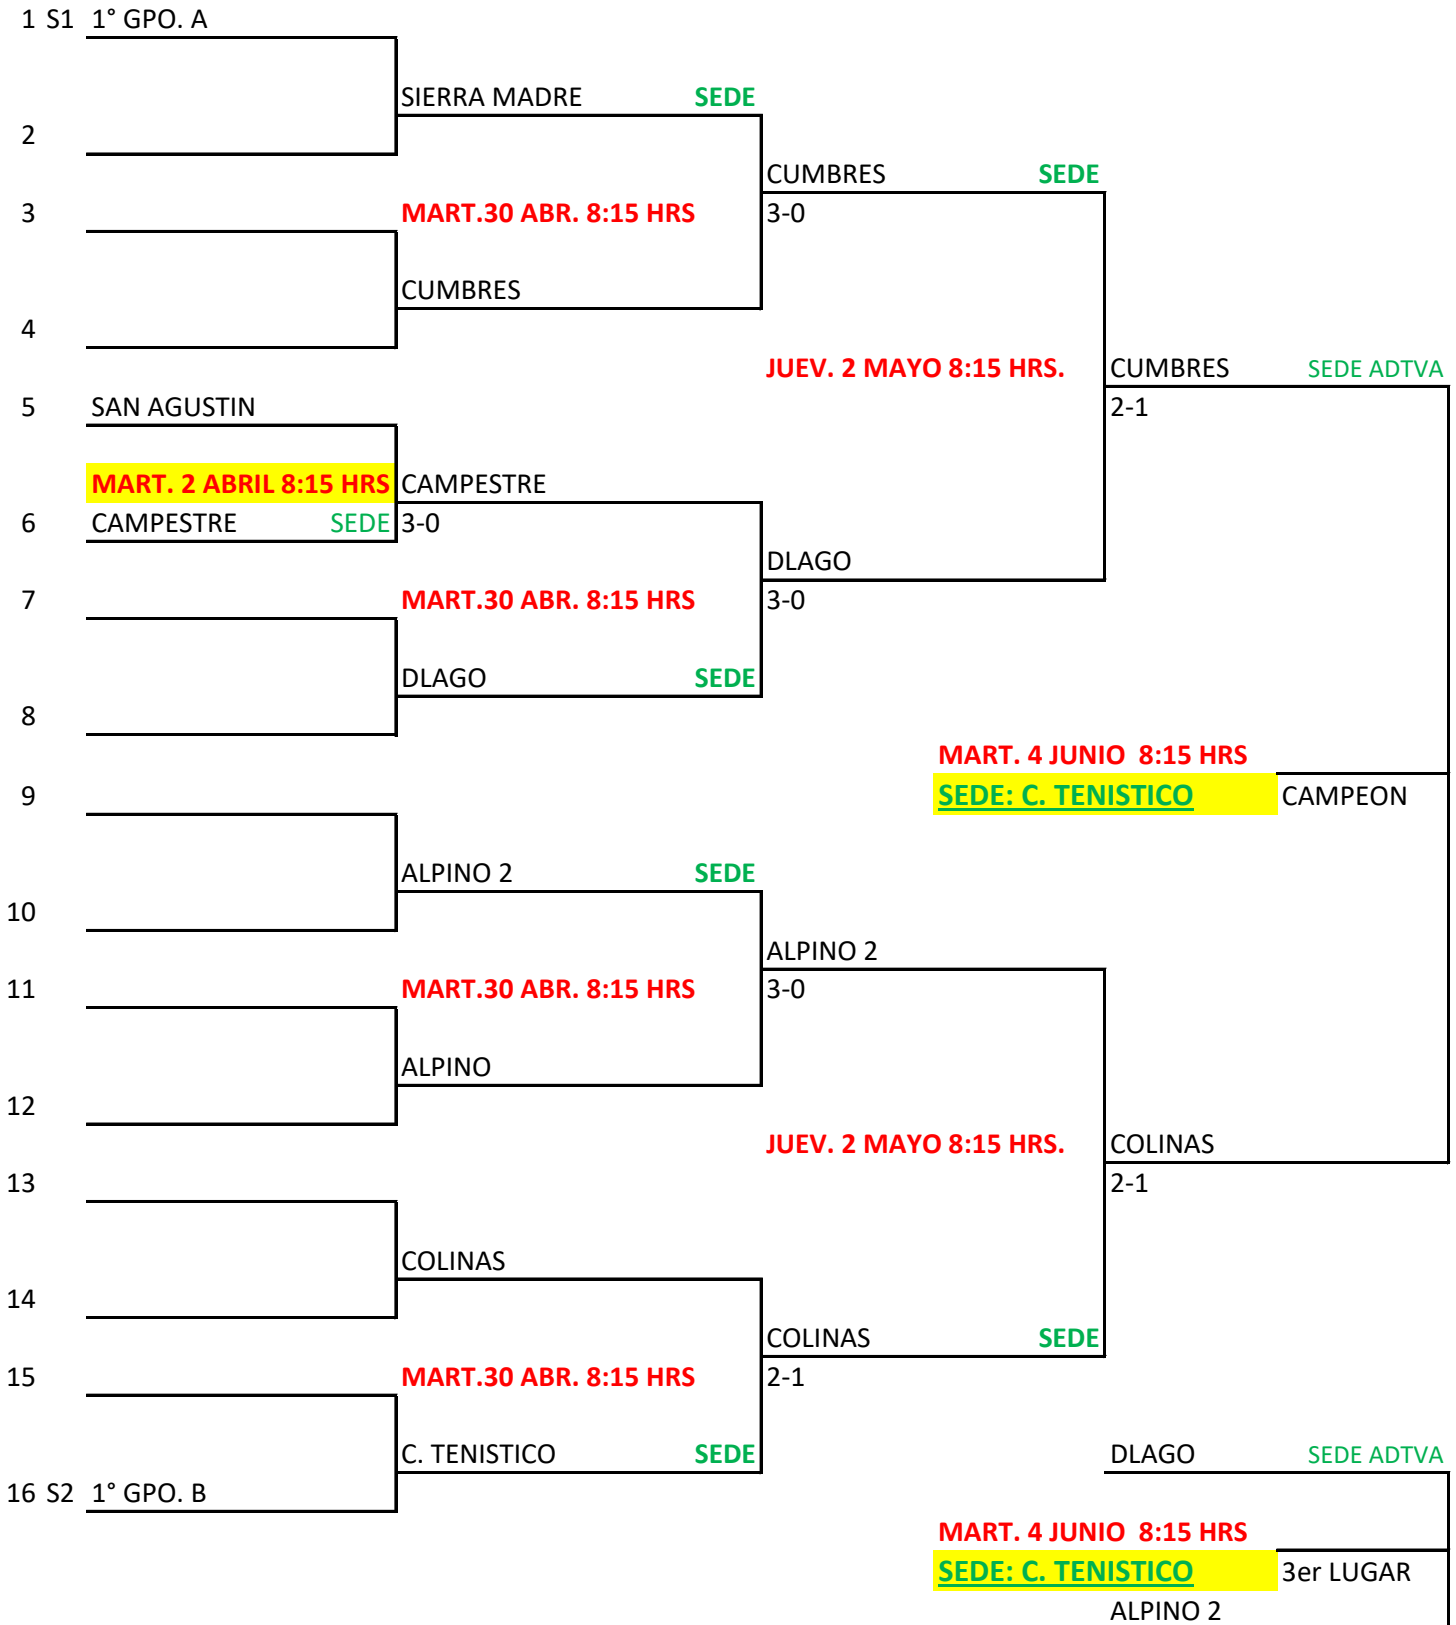 1 S1 1° GPO. A
SIERRA MADRE SEDE
2
CUMBRES SEDE
3 MART.30 ABR. 8:15 HRS 3-0
CUMBRES
4
JUEV. 2 MAYO 8:15 HRS. CUMBRES SEDE ADTVA
5 SAN AGUSTIN 2-1
MART. 2 ABRIL 8:15 HRS CAMPESTRE
6 CAMPESTRE SEDE 3-0
DLAGO
7 MART.30 ABR. 8:15 HRS 3-0
DLAGO SEDE
8
MART. 4 JUNIO 8:15 HRS
9 SEDE: C. TENISTICO CAMPEON
ALPINO 2 SEDE
10
ALPINO 2
11 MART.30 ABR. 8:15 HRS 3-0
ALPINO
12
JUEV. 2 MAYO 8:15 HRS. COLINAS
13 2-1
COLINAS
14
COLINAS SEDE
15 MART.30 ABR. 8:15 HRS 2-1
C. TENISTICO SEDE DLAGO SEDE ADTVA
16 S2 1° GPO. B
MART. 4 JUNIO 8:15 HRS
SEDE: C. TENISTICO 3er LUGAR
ALPINO 2